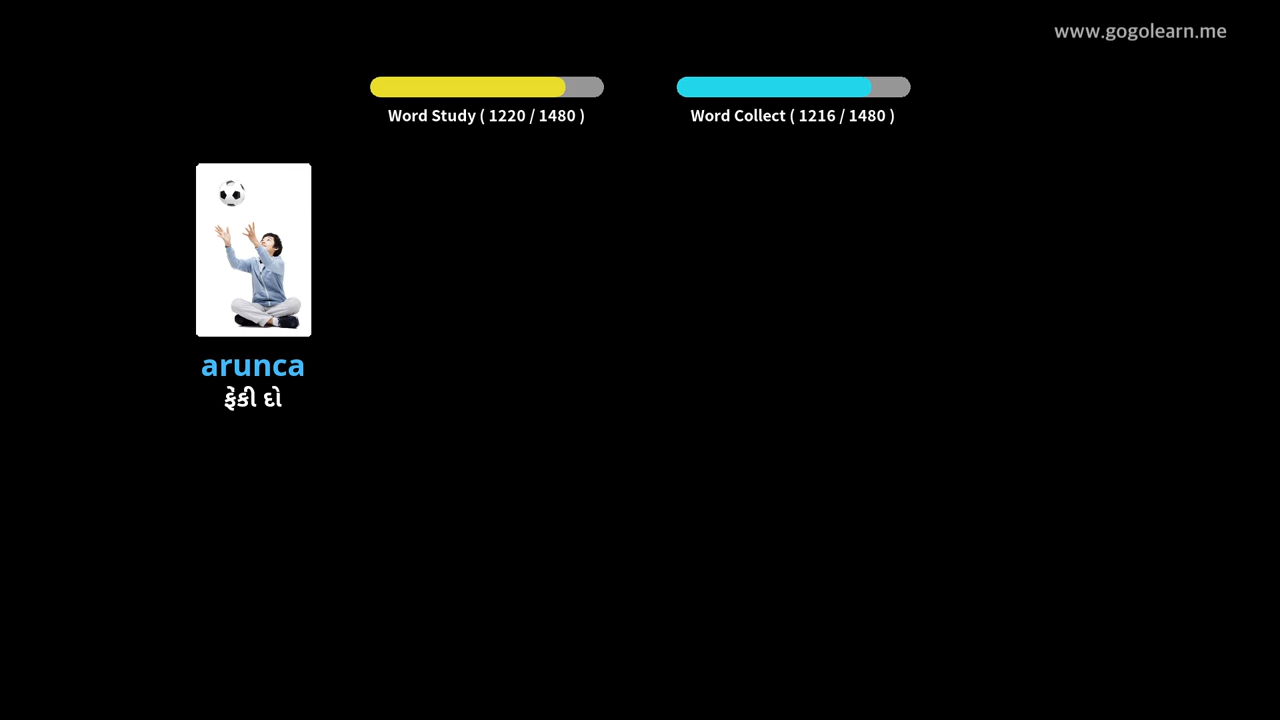 www.gogolearn.me
Word Study ( 1220 / 1480 )
Word Collect ( 1216 / 1480 )
arunca
ફેંકી દો